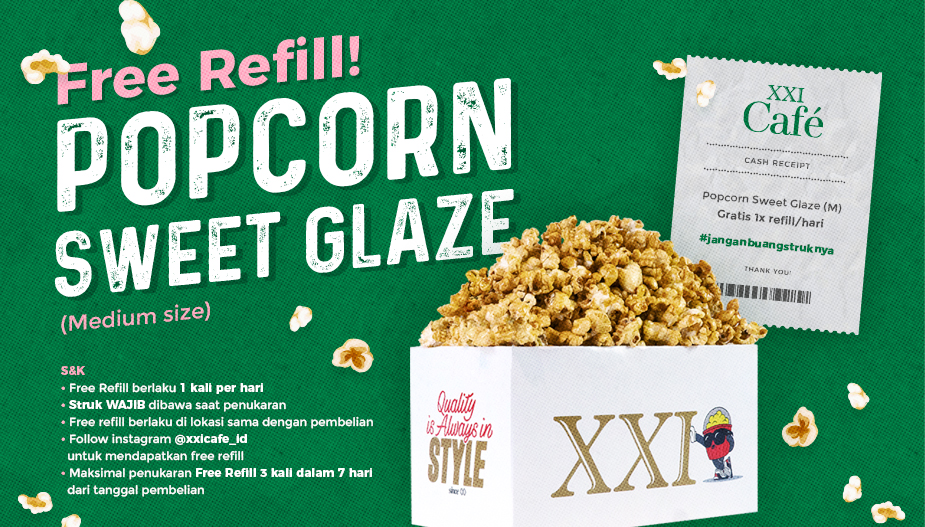 Free Refill!
POPCORN
SWEET GLAZE
(Medium size)
S&K
• Free Refill berlaku 1 kali per hari
• Struk WAJIB dibawa saat penukaran
• Free refill berlaku di lokasi sama dengan pembelian
• Follow instagram @xxicafe_id
untuk mendapatkan free refill
• Maksimal penukaran Free Refill 3 kali dalam 7 hari
dari tanggal pembelian
XXI
Café
CASH RECEIPT
Popcorn Sweet Glaze (M)
Gratis 1x refill/hari
#janganbuangstruknya
THANK YOU!
Quality
is Always in
STYLE
XXI